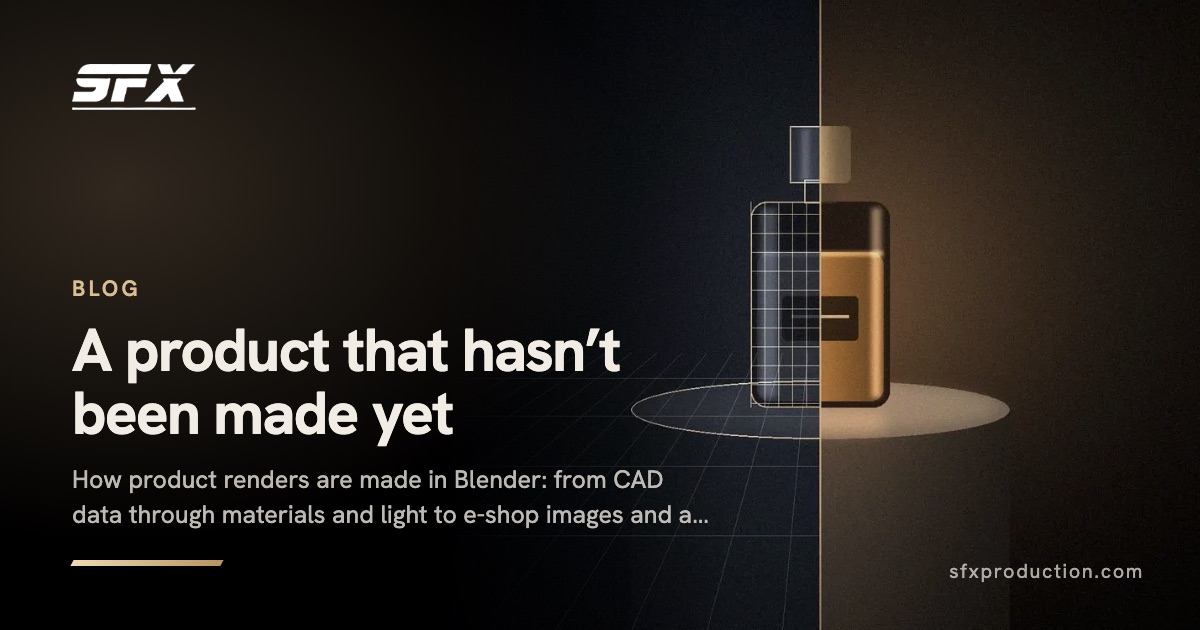 SFX
BLOG
A product that hasn’t
been made yet
How product renders are made in Blender: from CAD
data through materials and light to e-shop images and a...
sfxproduction.com